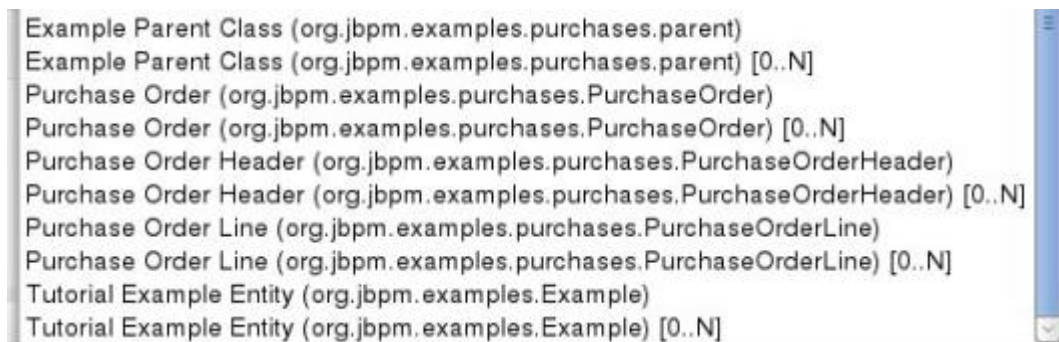 Example Parent Class (org.jbpm.examples.purchases.parent)
Example Parent Class (org.jbpm.examples.purchases.parent) [0..N]
Purchase Order (org.jbpm.examples.purchases.PurchaseOrder)
Purchase Order (org.jbpm.examples.purchases.PurchaseOrder) [0..N]
Purchase Order Header (org.jbpm.examples.purchases.PurchaseOrderHeader)
Purchase Order Header (org.jbpm.examples.purchases.PurchaseOrderHeader) [0..N]
Purchase Order Line (org.jbpm.examples.purchases.PurchaseOrderLine)
Purchase Order Line (org.jbpm.examples.purchases.PurchaseOrderLine) [0..N]
Tutorial Example Entity (org.jbpm.examples.Example)
Tutorial Example Entity (org.jbpm.examples.Example) [0..N]